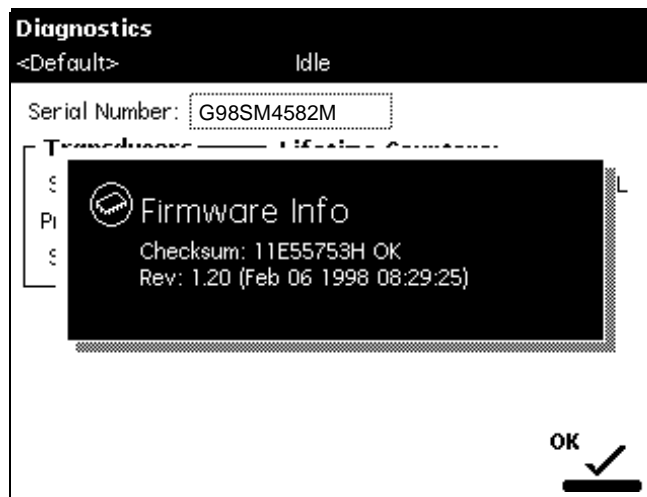 Diagnostics
<Default> Idle
Serial Number: G98SM4582M
Firmware Info
Checksum: 11E55753H OK
Rev: 1.20 (Feb 06 1998 08:29:25)
OK